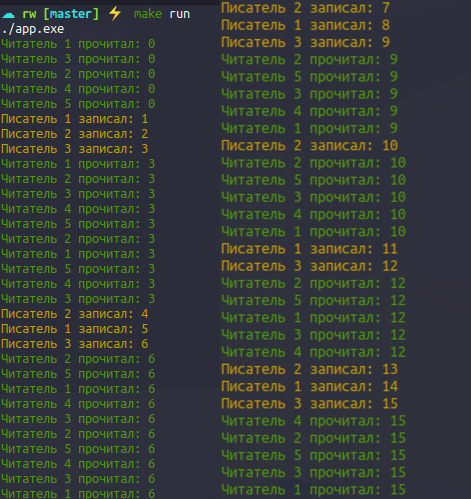 rw [master] ⚡ make run
./app.exe
Читатель 1 прочитал: 0
Читатель 3 прочитал: 0
Читатель 2 прочитал: 0
Читатель 4 прочитал: 0
Читатель 5 прочитал: 0
Писатель 1 записал: 1
Писатель 2 записал: 2
Писатель 3 записал: 3
Читатель 1 прочитал: 3
Читатель 2 прочитал: 3
Читатель 3 прочитал: 3
Читатель 4 прочитал: 3
Читатель 5 прочитал: 3
Читатель 2 прочитал: 3
Читатель 1 прочитал: 3
Читатель 5 прочитал: 3
Читатель 4 прочитал: 3
Читатель 3 прочитал: 3
Писатель 2 записал: 4
Писатель 1 записал: 5
Писатель 3 записал: 6
Читатель 2 прочитал: 6
Читатель 5 прочитал: 6
Читатель 1 прочитал: 6
Читатель 4 прочитал: 6
Читатель 3 прочитал: 6
Читатель 2 прочитал: 6
Читатель 5 прочитал: 6
Читатель 4 прочитал: 6
Читатель 3 прочитал: 6
Читатель 1 прочитал: 6
Писатель 2 записал: 7
Писатель 1 записал: 8
Писатель 3 записал: 9
Читатель 2 прочитал: 9
Читатель 5 прочитал: 9
Читатель 3 прочитал: 9
Читатель 4 прочитал: 9
Читатель 1 прочитал: 9
Писатель 2 записал: 10
Читатель 2 прочитал: 10
Читатель 5 прочитал: 10
Читатель 3 прочитал: 10
Читатель 4 прочитал: 10
Читатель 1 прочитал: 10
Писатель 1 записал: 11
Писатель 3 записал: 12
Читатель 2 прочитал: 12
Читатель 5 прочитал: 12
Читатель 1 прочитал: 12
Читатель 3 прочитал: 12
Читатель 4 прочитал: 12
Писатель 2 записал: 13
Писатель 1 записал: 14
Писатель 3 записал: 15
Читатель 4 прочитал: 15
Читатель 2 прочитал: 15
Читатель 5 прочитал: 15
Читатель 3 прочитал: 15
Читатель 1 прочитал: 15